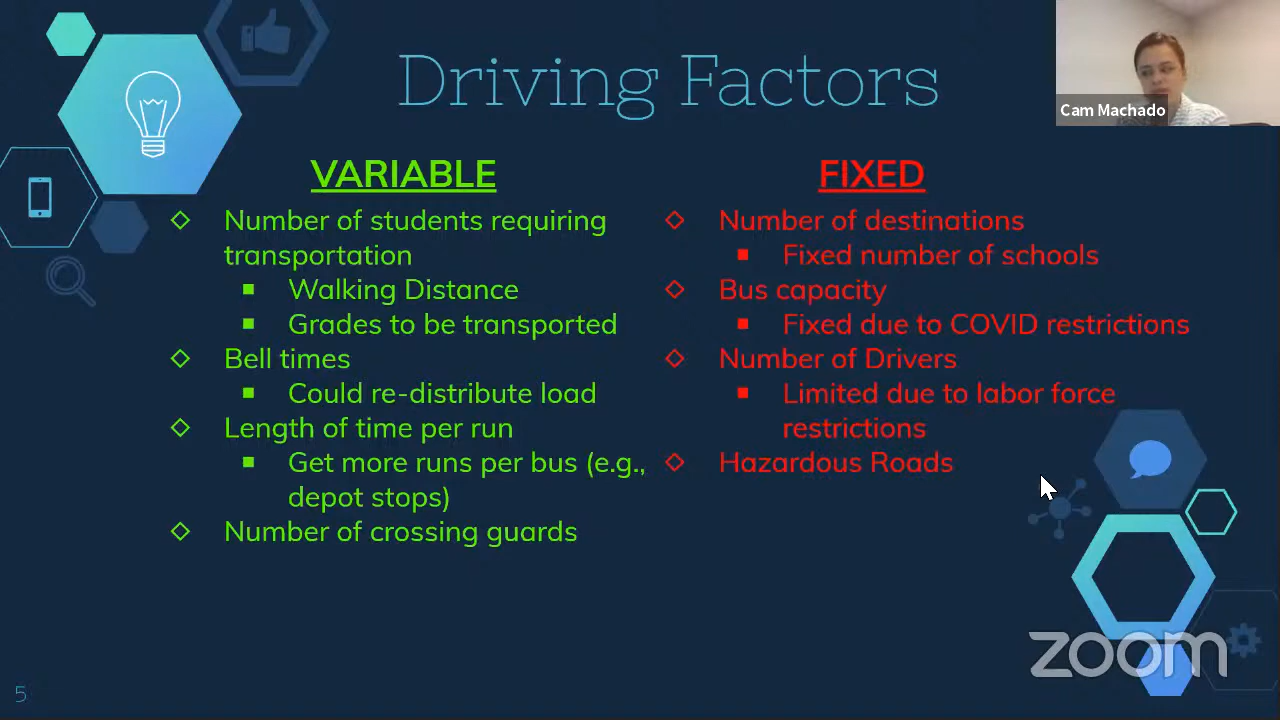 Driving Factors
Cam Machado
VARIABLE
Number of students requiring
transportation
Walking Distance
Grades to be transported
Bell times
Could re-distribute load
Length of time per run
Get more runs per bus (e.g.,
depot stops)
Number of crossing guards
FIXED
Number of destinations
Fixed number of schools
Bus capacity
Fixed due to COVID restrictions
Number of Drivers
Limited due to labor force
restrictions
Hazardous Roads
zoom
5